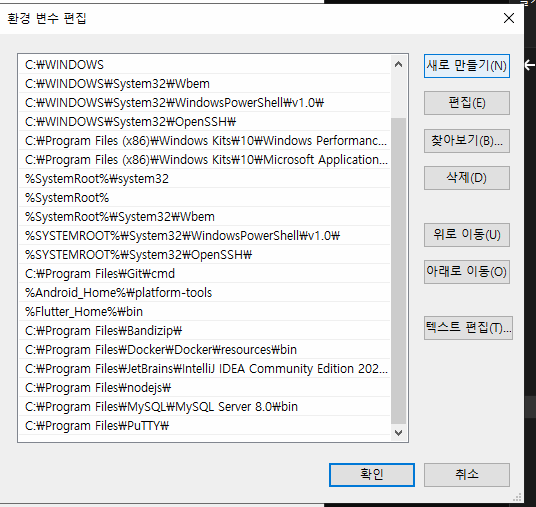 환경 변수 편집
C:₩WINDOWS
C:₩WINDOWS₩System32₩Wbem
C:₩WINDOWS₩System32₩WindowsPowerShell₩v1.0₩
C:₩WINDOWS₩System32₩OpenSSH₩
C:₩Program Files (x86)₩Windows Kits₩10₩Windows Performanc...
C:₩Program Files (x86)₩Windows Kits₩10₩Microsoft Application...
%SystemRoot%₩system32
%SystemRoot%
%SystemRoot%₩System32₩Wbem
%SYSTEMROOT%₩System32₩WindowsPowerShell₩v1.0₩
%SYSTEMROOT%₩System32₩OpenSSH₩
C:₩Program Files₩Git₩cmd
%Android_Home%₩platform-tools
%Flutter_Home%₩bin
C:₩Program Files₩Bandizip₩
C:₩Program Files₩Docker₩Docker₩resources₩bin
C:₩Program Files₩JetBrains₩IntelliJ IDEA Community Edition 202...
C:₩Program Files₩nodejs₩
C:₩Program Files₩MySQL₩MySQL Server 8.0₩bin
C:₩Program Files₩PuTTY₩
새로 만들기(N)
편집(E)
찾아보기(B)...
삭제(D)
위로 이동(U)
아래로 이동(O)
텍스트 편집(T)...
확인
취소